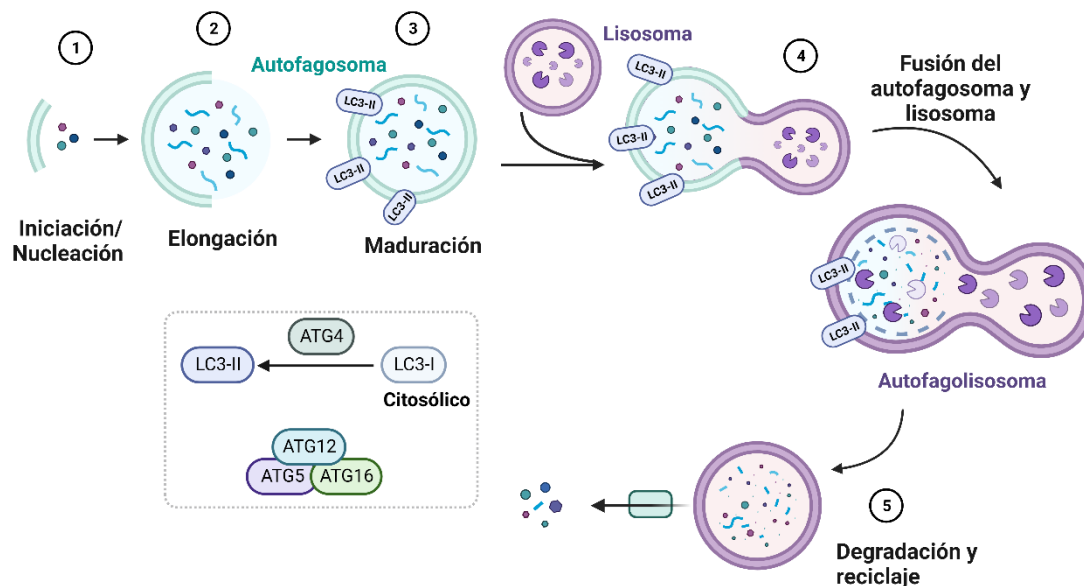 1
2
3
Autofagosoma
LC3-II
LC3-II
LC3-II
Iniciación/
Nucleación
Elongación
Maduración
Lisosoma
4
LC3-II
LC3-II
LC3-II
Fusión del
autofagosoma y
lisosoma
LC3-II
LC3-II
Autofagolisosoma
ATG4
LC3-II
LC3-I
Citosólico
ATG12
ATG5
ATG16
5
Degradación y
reciclaje